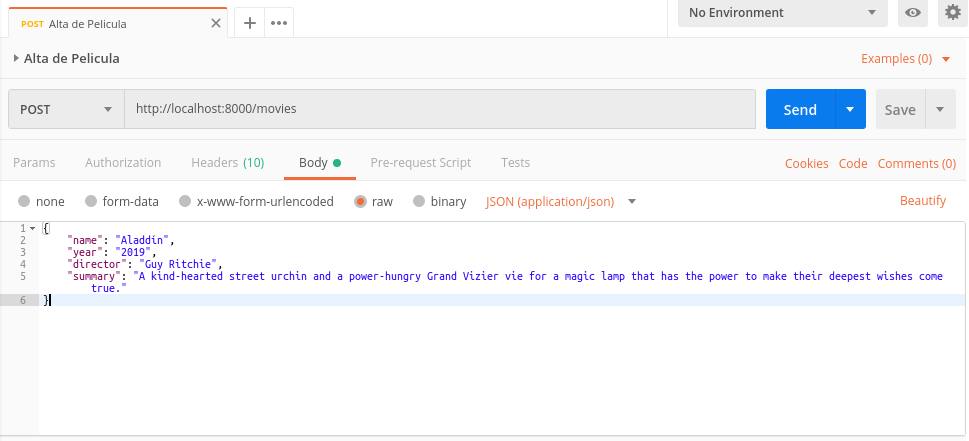 POST Alta de Pelicula
No Environment
Alta de Pelicula
Examples (0)
POST http://localhost:8000/movies Send Save
Params Authorization Headers (10) Body Pre-request Script Tests Cookies Code Comments (0)
none form-data x-www-form-urlencoded raw binary JSON (application/json) Beautify
1 {
2 "name": "Aladdin",
3 "year": "2019",
4 "director": "Guy Ritchie",
5 "summary": "A kind-hearted street urchin and a power-hungry Grand Vizier vie for a magic lamp that has the power to make their deepest wishes come
true."
6 }